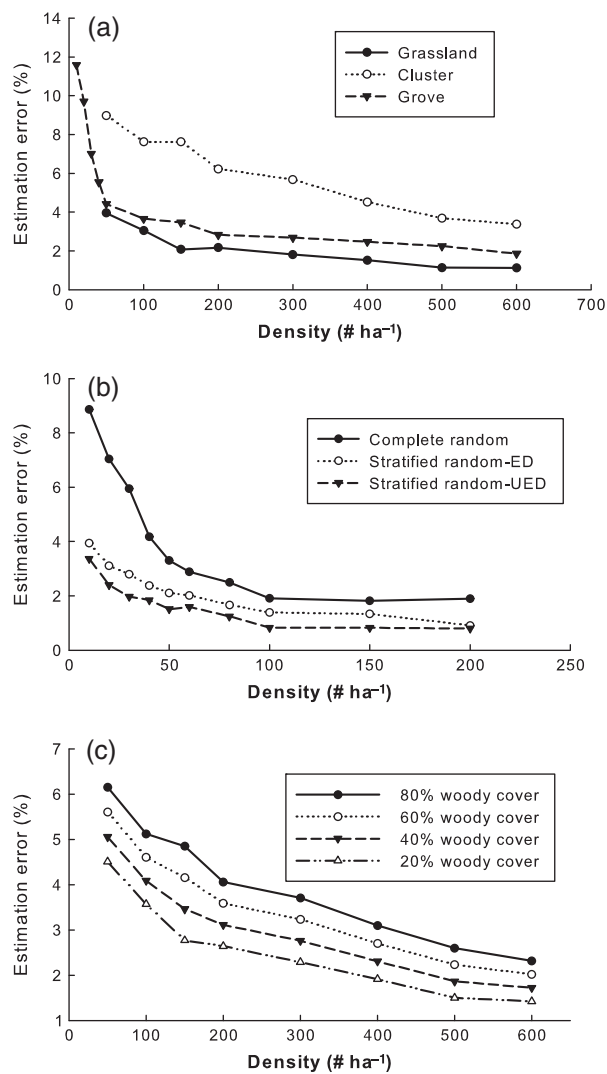 (a)
14
12
10
8
6
4
2
0
Estimation error (%)
Grassland
Cluster
Grove
0 100 200 300 400 500 600 700
Density (# ha–1)
(b)
10
8
6
4
2
0
Estimation error (%)
Complete random
Stratified random-ED
Stratified random-UED
0 50 100 150 200 250
Density (# ha–1)
(c)
7
6
5
4
3
2
1
Estimation error (%)
80% woody cover
60% woody cover
40% woody cover
20% woody cover
0 100 200 300 400 500 600
Density (# ha–1)